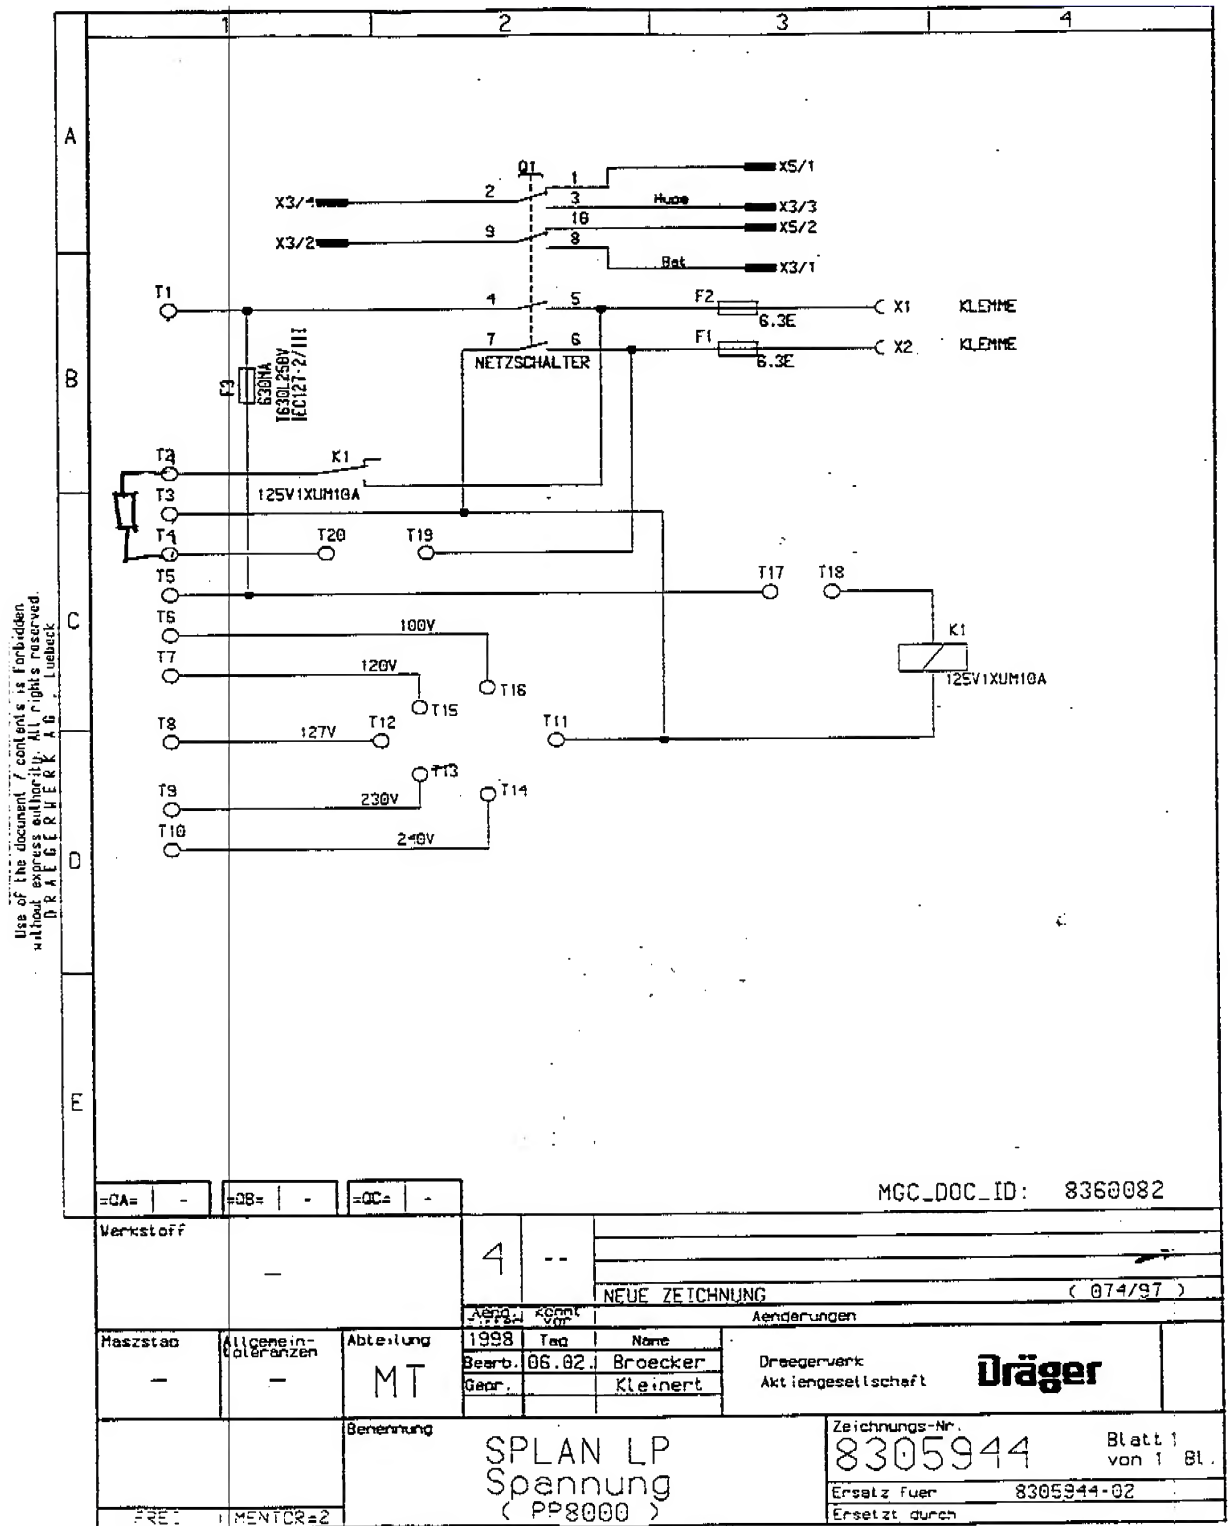 1 2 3 4
A
B
C
D
E
Q1
X3/4
2
1
X5/1
3
Hupe
X3/3
X3/2
9
10
X5/2
8
Bat
X3/1
T1
4
5
F2
6.3E
X1
KLEMME
7
6
F1
6.3E
X2
KLEMME
NETZSCHALTER
F3
630MA
T630L250V
IEC127-2/III
T2
K1
125V1XUM10A
T3
T4
T20
T19
T5
T17
T18
T6
100V
T7
120V
T16
K1
125V1XUM10A
T15
T8
127V
T12
T11
T13
T9
230V
T14
T10
240V
Use of the document / contents is forbidden
without express authority. All rights reserved.
DRAEGERWERK AG, Luebeck
=QA= -
=QB= -
=QC= -
MGC_DOC_ID: 8360082
Werkstoff
-
4 --
NEUE ZEICHNUNG ( 074/97 )
Aenderungen
Maszstab
-
Allgemein-
toleranzen
-
Abteilung
MT
1998 Tag Name
Bearb. 06.02. Broecker
Gepr. Kleinert
Draegerwerk
Aktiengesellschaft
Dräger
Benennung
SPLAN LP
Spannung
( PP8000 )
Zeichnungs-Nr.
8305944
Blatt 1
von 1 Bl.
Ersatz fuer 8305944-02
Ersetzt durch
MENTOR=2